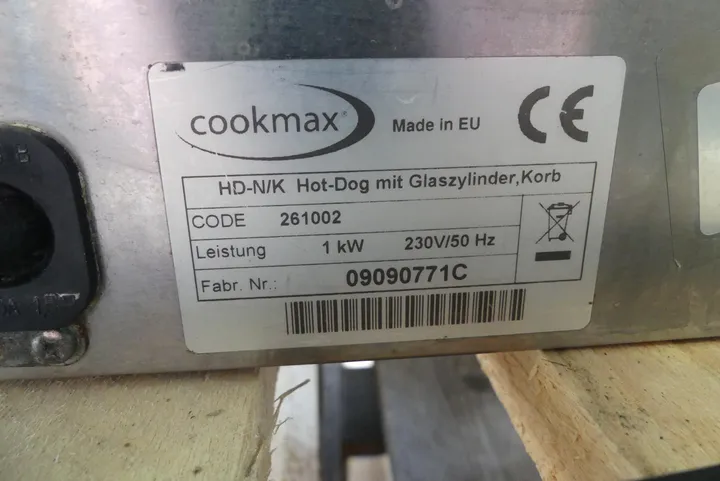 cookmax®
Made in EU
CE
HD-N/K Hot-Dog mit Glaszylinder,Korb
CODE 261002
Leistung 1 kW 230V/50 Hz
Fabr. Nr.: 09090771C